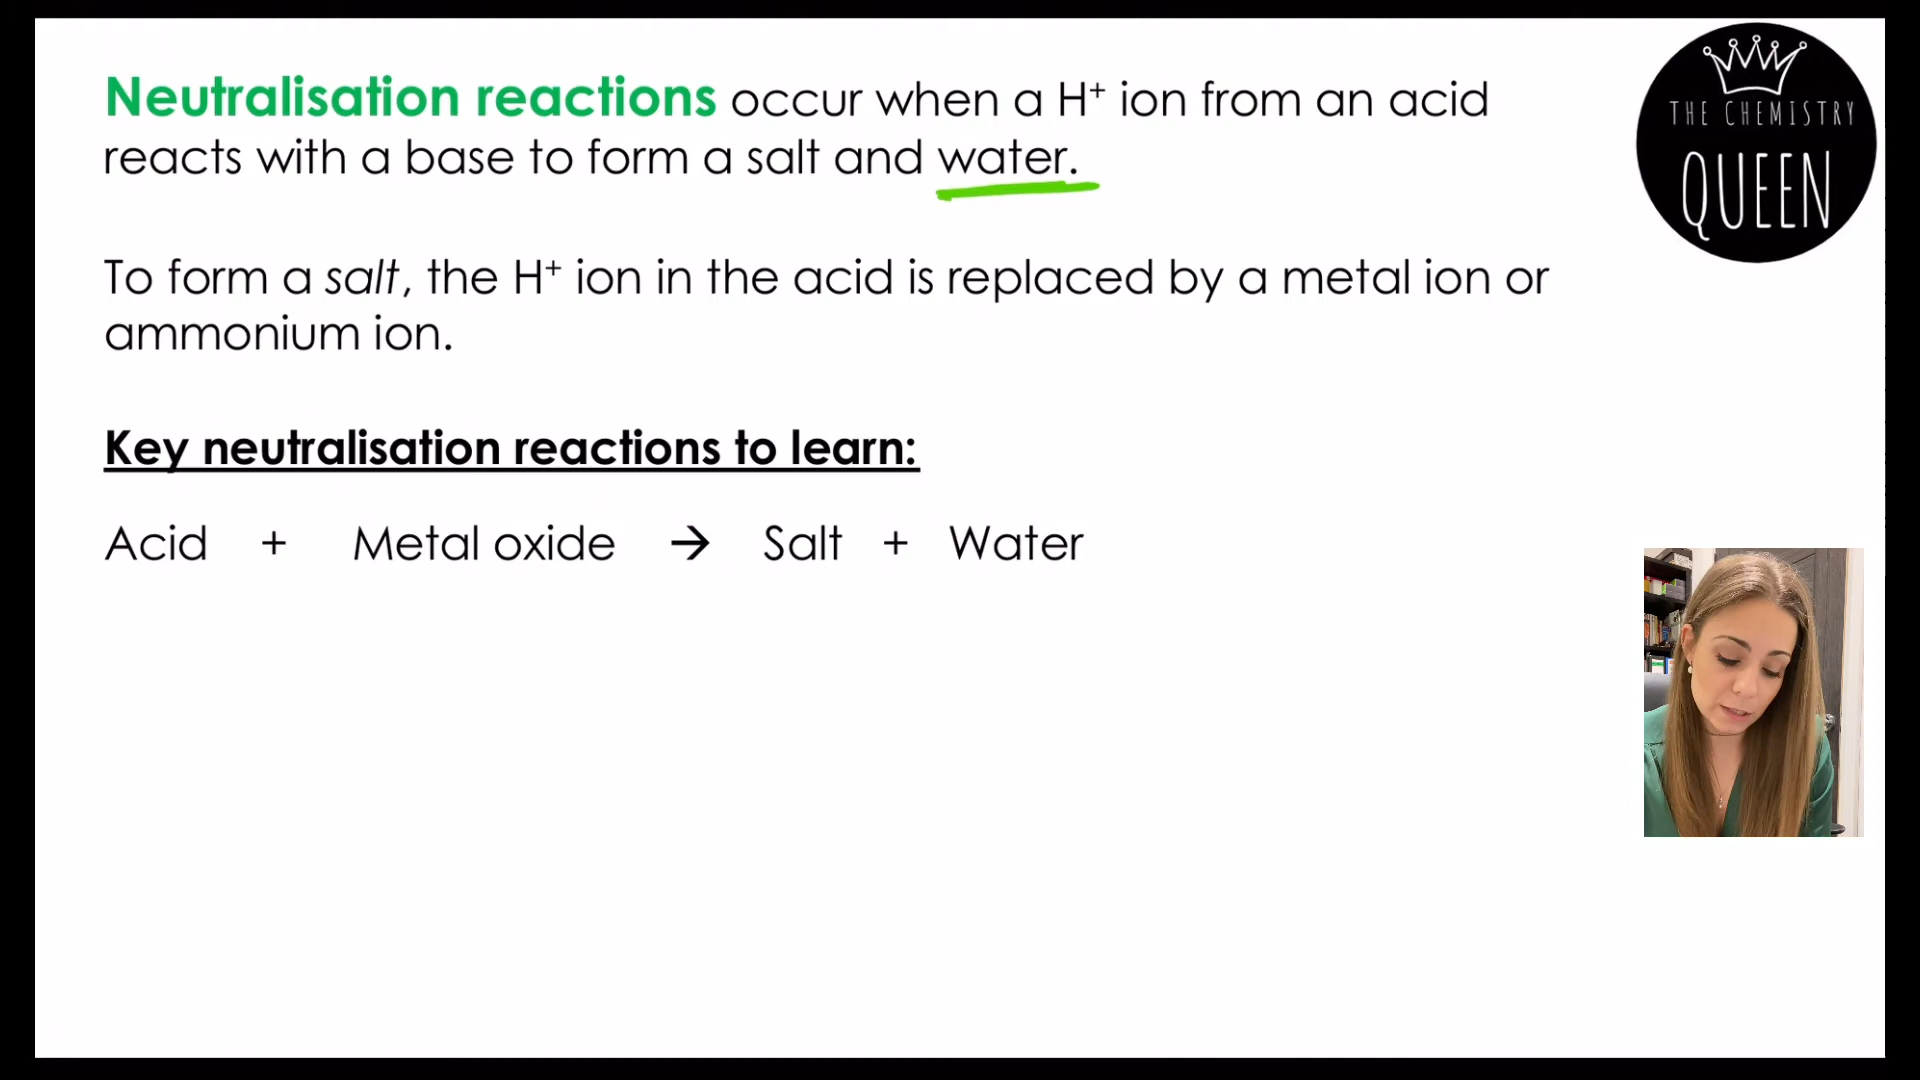 Neutralisation reactions occur when a H⁺ ion from an acid
reacts with a base to form a salt and water.
THE CHEMISTRY
QUEEN
To form a salt, the H⁺ ion in the acid is replaced by a metal ion or
ammonium ion.
Key neutralisation reactions to learn:
Acid + Metal oxide → Salt + Water